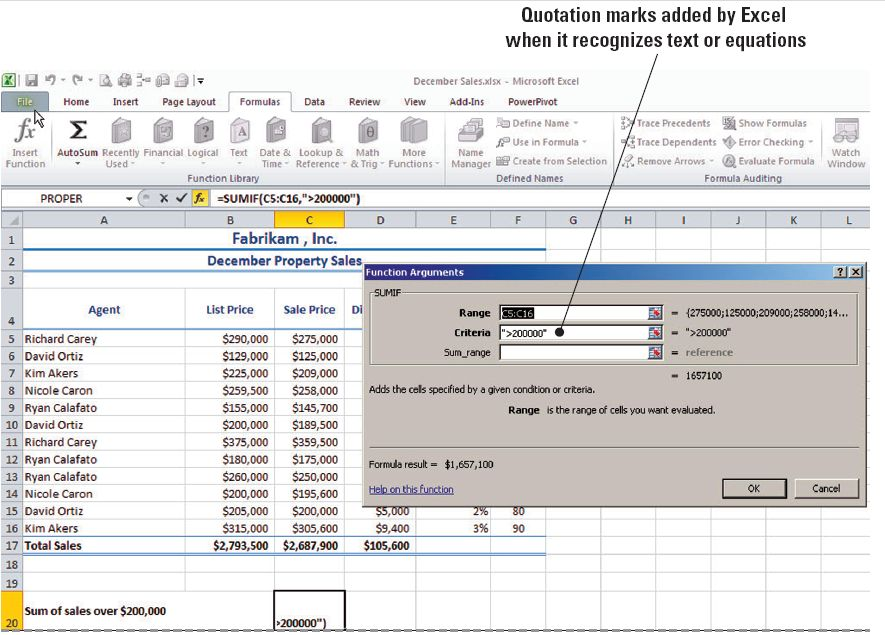 Quotation marks added by Excel
when it recognizes text or equations
December Sales.xlsx - Microsoft Excel
File Home Insert Page Layout Formulas Data Review View Add-Ins PowerPivot
fx Σ ? A θ
Insert Function AutoSum Recently Used Financial Logical Text Date & Time Lookup & Reference Math & Trig More Functions
Name Manager Define Name Use in Formula Create from Selection
Trace Precedents Trace Dependents Remove Arrows Show Formulas Error Checking Evaluate Formula Watch Window
Function Library Defined Names Formula Auditing
PROPER fx =SUMIF(C5:C16,">200000")
A B C D E F G H I J K L
1 Fabrikam , Inc.
2 December Property Sales
3
4 Agent List Price Sale Price Di
5 Richard Carey $290,000 $275,000
6 David Ortiz $129,000 $125,000
7 Kim Akers $225,000 $209,000
8 Nicole Caron $259,500 $258,000
9 Ryan Calafato $155,000 $145,700
10 David Ortiz $200,000 $189,500
11 Richard Carey $375,000 $359,500
12 Ryan Calafato $180,000 $175,000
13 Ryan Calafato $260,000 $250,000
14 Nicole Caron $200,000 $195,600
15 David Ortiz $205,000 $200,000 $5,000 2% 80
16 Kim Akers $315,000 $305,600 $9,400 3% 90
17 Total Sales $2,793,500 $2,687,900 $105,600
18
19
20 Sum of sales over $200,000 >200000")
Function Arguments
SUMIF
Range C5:C16 = {275000;125000;209000;258000;14...
Criteria ">200000" = ">200000"
Sum_range = reference
= 1657100
Adds the cells specified by a given condition or criteria.
Range is the range of cells you want evaluated.
Formula result = $1,657,100
Help on this function OK Cancel